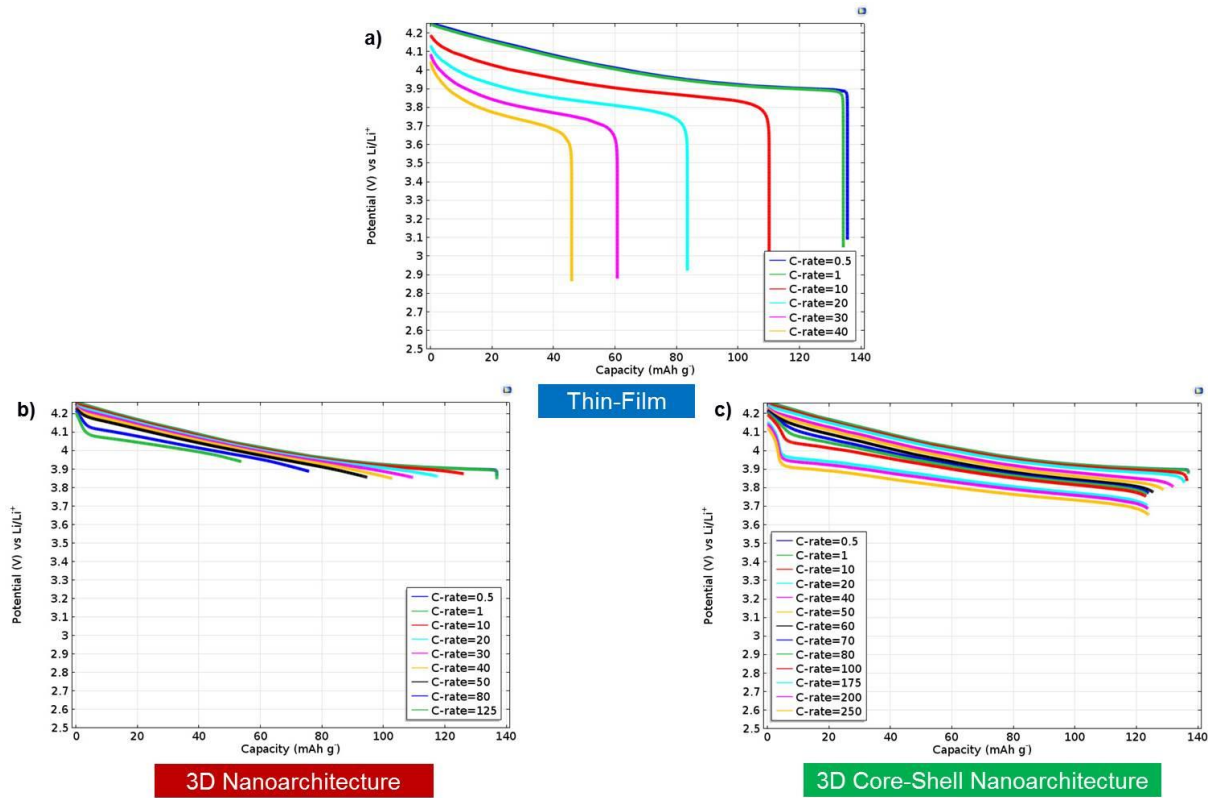 a)
Potential (V) vs Li/Li⁺
4.2
4.1
4
3.9
3.8
3.7
3.6
3.5
3.4
3.3
3.2
3.1
3
2.9
2.8
2.7
2.6
2.5
C-rate=0.5
C-rate=1
C-rate=10
C-rate=20
C-rate=30
C-rate=40
0 20 40 60 80 100 120 140
Capacity (mAh g⁻)
Thin-Film
b)
Potential (V) vs Li/Li⁺
4.2
4.1
4
3.9
3.8
3.7
3.6
3.5
3.4
3.3
3.2
3.1
3
2.9
2.8
2.7
2.6
2.5
C-rate=0.5
C-rate=1
C-rate=10
C-rate=20
C-rate=30
C-rate=40
C-rate=50
C-rate=80
C-rate=125
0 20 40 60 80 100 120 140
Capacity (mAh g⁻)
3D Nanoarchitecture
c)
Potential (V) vs Li/Li⁺
4.2
4.1
4
3.9
3.8
3.7
3.6
3.5
3.4
3.3
3.2
3.1
3
2.9
2.8
2.7
2.6
2.5
C-rate=0.5
C-rate=1
C-rate=10
C-rate=20
C-rate=40
C-rate=50
C-rate=60
C-rate=70
C-rate=80
C-rate=100
C-rate=175
C-rate=200
C-rate=250
0 20 40 60 80 100 120 140
Capacity (mAh g⁻)
3D Core-Shell Nanoarchitecture